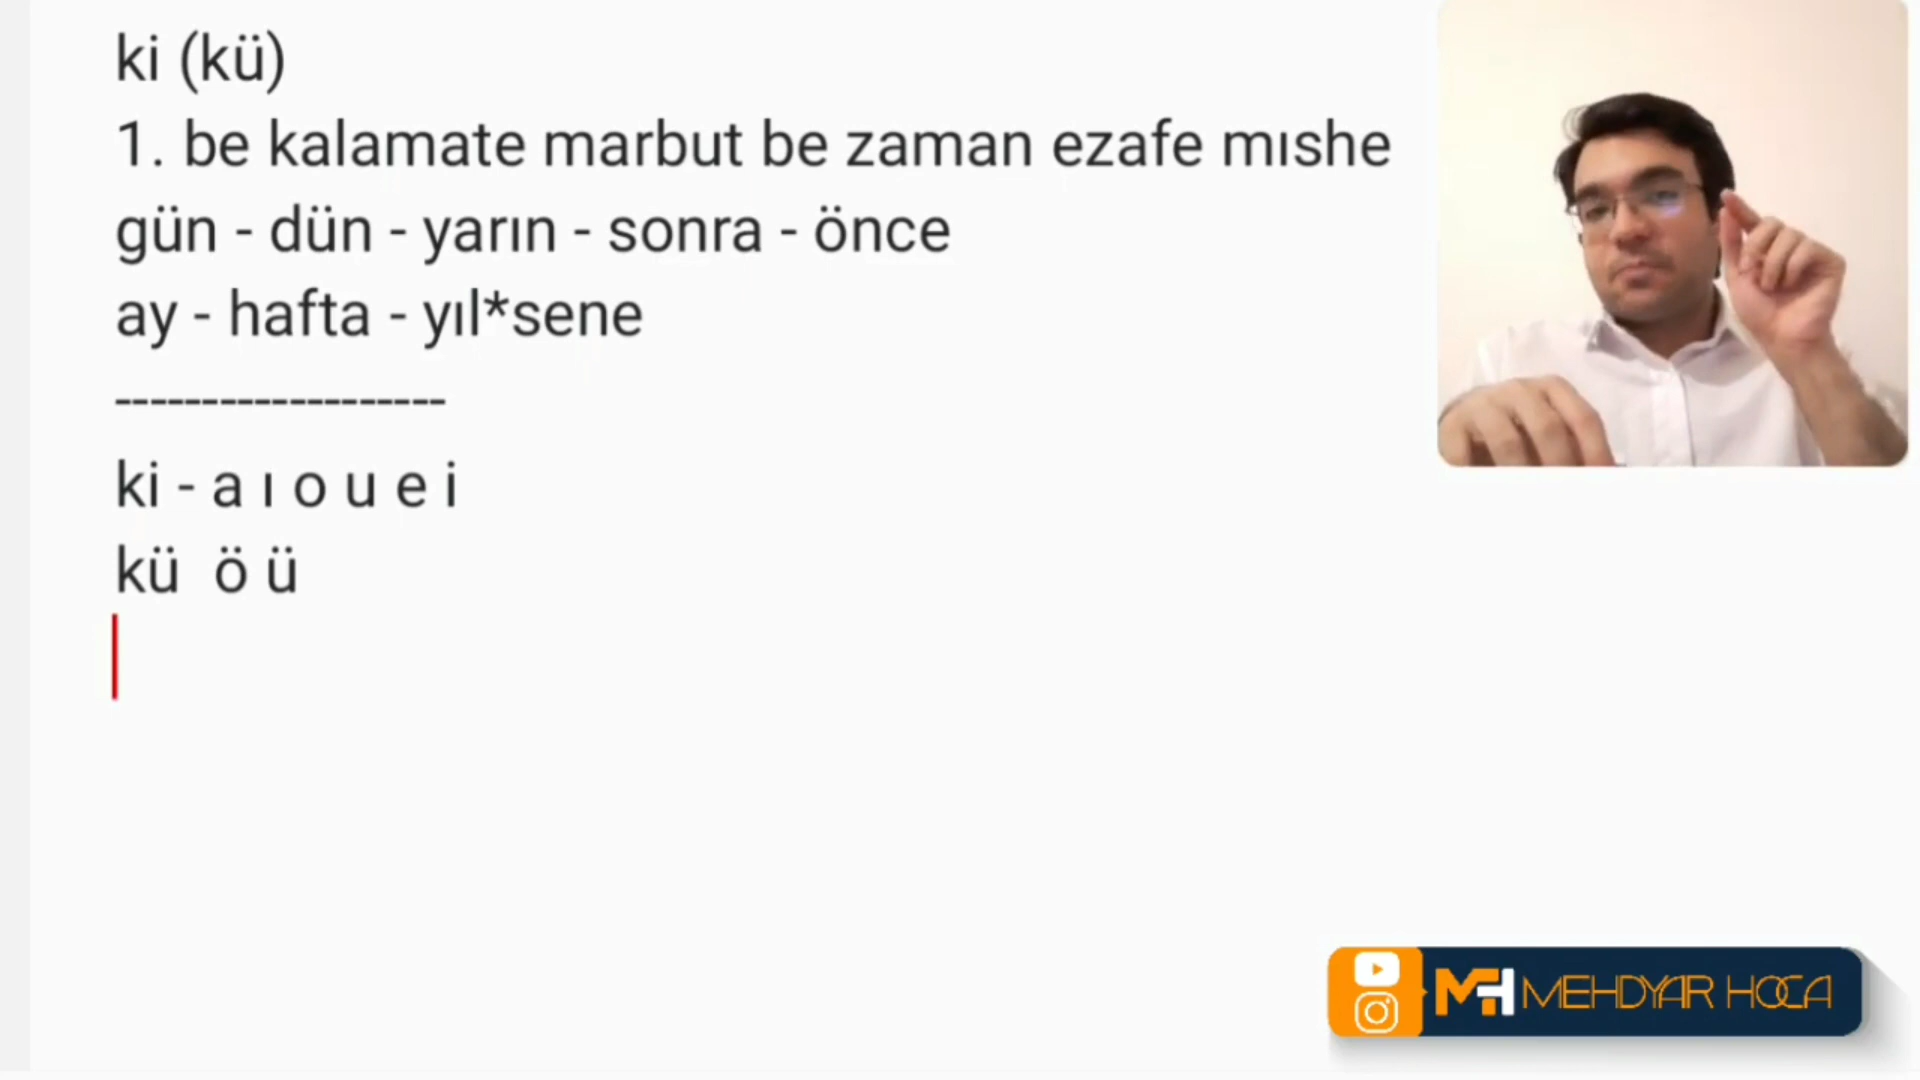 ki (kü)
1. be kalamate marbut be zaman ezafe mıshe
gün - dün - yarın - sonra - önce
ay - hafta - yıl*sene
-------------------
ki - a ı o u e i
kü  ö ü
MH MEHDYAR HOCA